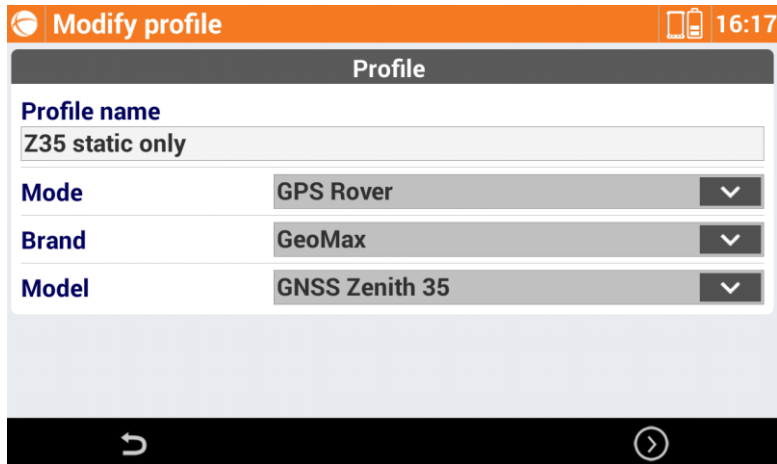 Modify profile 16:17
Profile
Profile name
Z35 static only
Mode GPS Rover
Brand GeoMax
Model GNSS Zenith 35